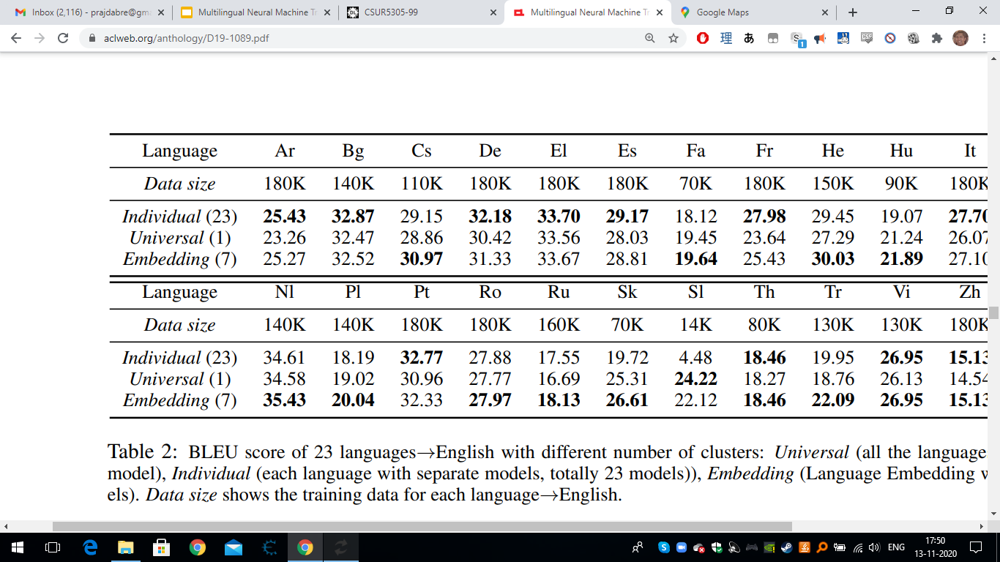 Inbox (2,116) - prajdabre@gma
Multilingual Neural Machine Tr
CSUR5305-99
Multilingual Neural Machine Tr
Google Maps
aclweb.org/anthology/D19-1089.pdf
Language Ar Bg Cs De El Es Fa Fr He Hu It
Data size 180K 140K 110K 180K 180K 180K 70K 180K 150K 90K 180K
Individual (23) 25.43 32.87 29.15 32.18 33.70 29.17 18.12 27.98 29.45 19.07 27.70
Universal (1) 23.26 32.47 28.86 30.42 33.56 28.03 19.45 23.64 27.29 21.24 26.07
Embedding (7) 25.27 32.52 30.97 31.33 33.67 28.81 19.64 25.43 30.03 21.89 27.10
Language Nl Pl Pt Ro Ru Sk Sl Th Tr Vi Zh
Data size 140K 140K 180K 180K 160K 70K 14K 80K 130K 130K 180K
Individual (23) 34.61 18.19 32.77 27.88 17.55 19.72 4.48 18.46 19.95 26.95 15.13
Universal (1) 34.58 19.02 30.96 27.77 16.69 25.31 24.22 18.27 18.76 26.13 14.54
Embedding (7) 35.43 20.04 32.33 27.97 18.13 26.61 22.12 18.46 22.09 26.95 15.13
Table 2: BLEU score of 23 languages→English with different number of clusters: Universal (all the language
model), Individual (each language with separate models, totally 23 models)), Embedding (Language Embedding w
els). Data size shows the training data for each language→English.
ENG
17:50
13-11-2020